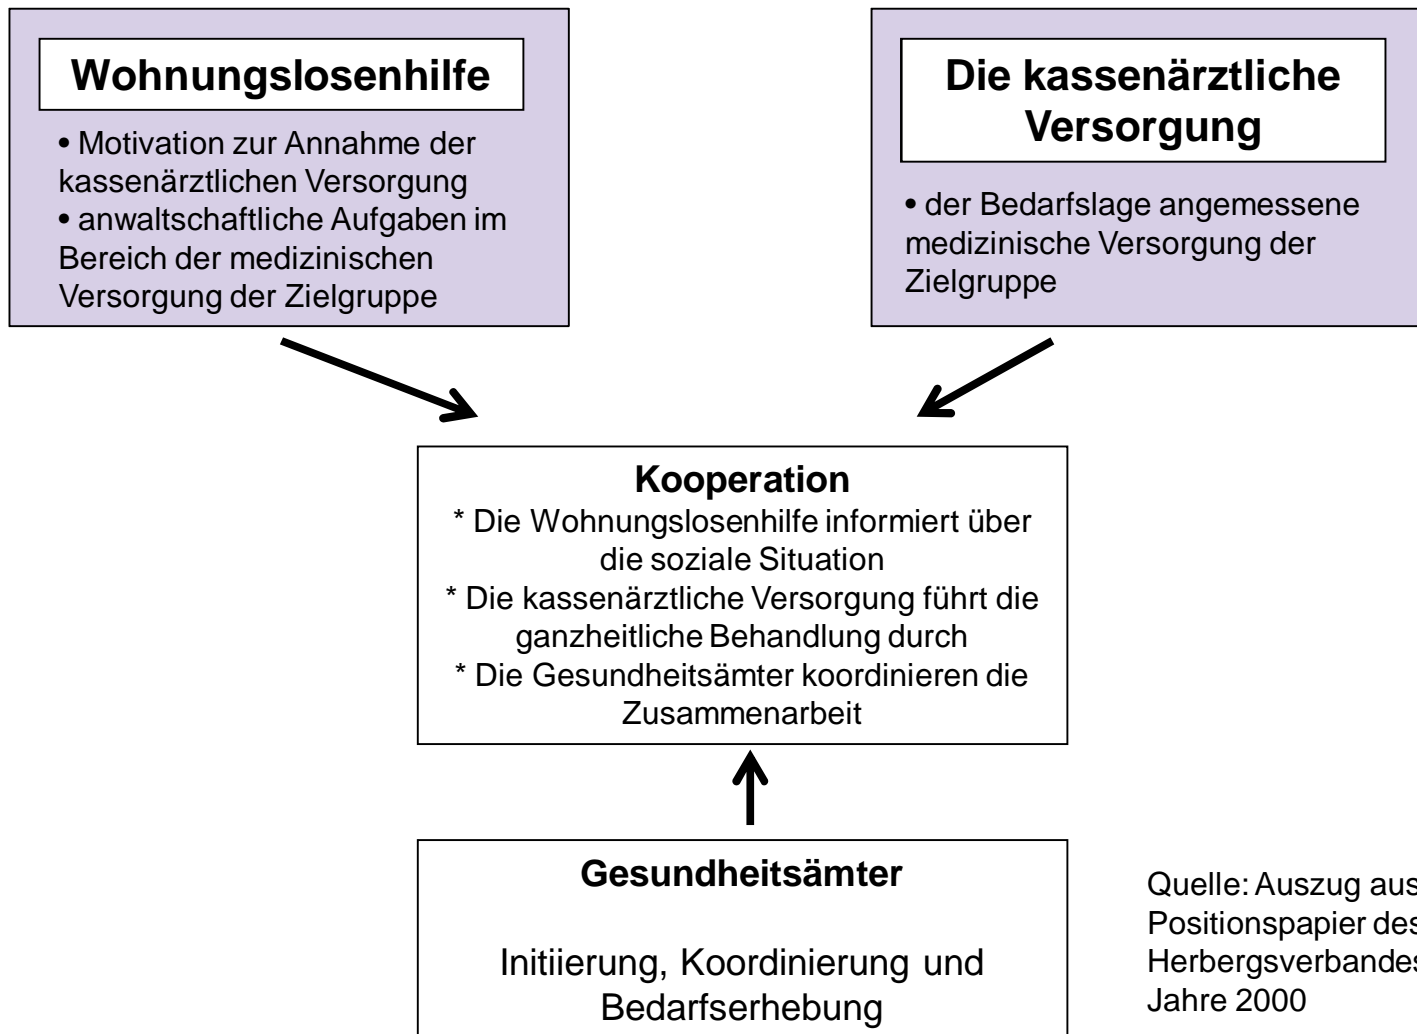 Wohnungslosenhilfe
• Motivation zur Annahme der
kassenärztlichen Versorgung
• anwaltschaftliche Aufgaben im
Bereich der medizinischen
Versorgung der Zielgruppe
Die kassenärztliche
Versorgung
• der Bedarfslage angemessene
medizinische Versorgung der
Zielgruppe
Kooperation
* Die Wohnungslosenhilfe informiert über
die soziale Situation
* Die kassenärztliche Versorgung führt die
ganzheitliche Behandlung durch
* Die Gesundheitsämter koordinieren die
Zusammenarbeit
Gesundheitsämter
Initiierung, Koordinierung und
Bedarfserhebung
Quelle: Auszug aus
Positionspapier des
Herbergsverbandes
Jahre 2000